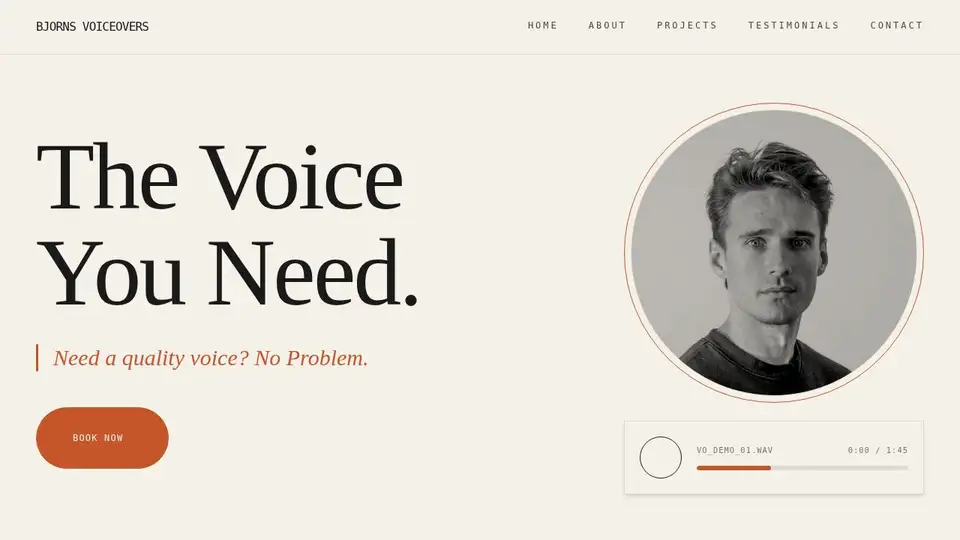 BJORNS VOICEOVERS
HOME ABOUT PROJECTS TESTIMONIALS CONTACT
The Voice
You Need.
Need a quality voice? No Problem.
BOOK NOW
VO_DEMO_01.WAV 0:00 / 1:45